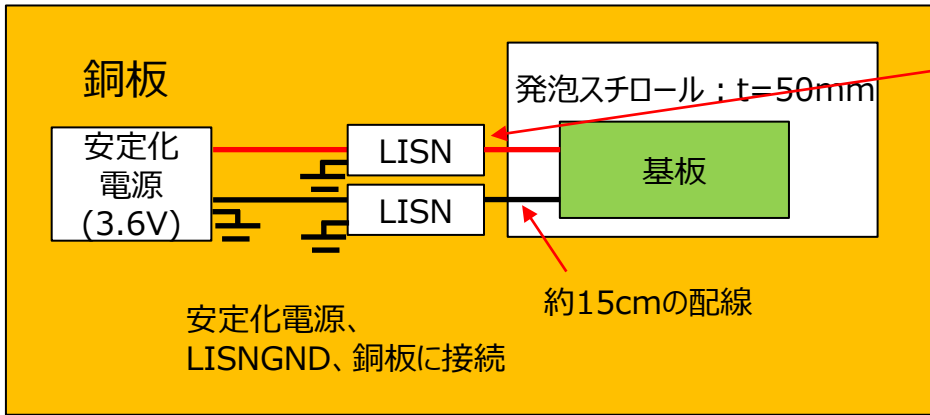 銅板
発泡スチロール；t=50mm
安定化
電源
(3.6V)
LISN
LISN
基板
約15cmの配線
安定化電源、
LISNGND、銅板に接続